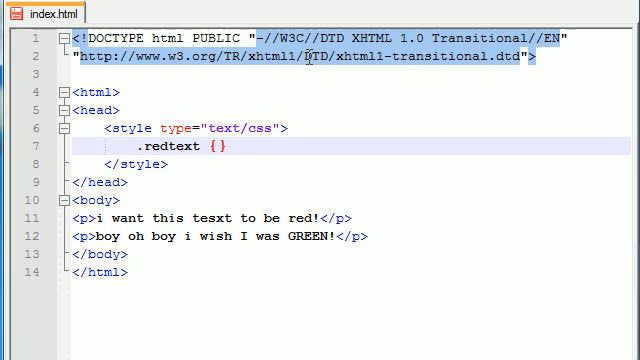 index.html
1 <!DOCTYPE html PUBLIC "-//W3C//DTD XHTML 1.0 Transitional//EN"
2 "http://www.w3.org/TR/xhtml1/DTD/xhtml1-transitional.dtd">
3
4 <html>
5 <head>
6 <style type="text/css">
7 .redtext {}
8 </style>
9 </head>
10 <body>
11 <p>i want this tesxt to be red!</p>
12 <p>boy oh boy i wish I was GREEN!</p>
13 </body>
14 </html>